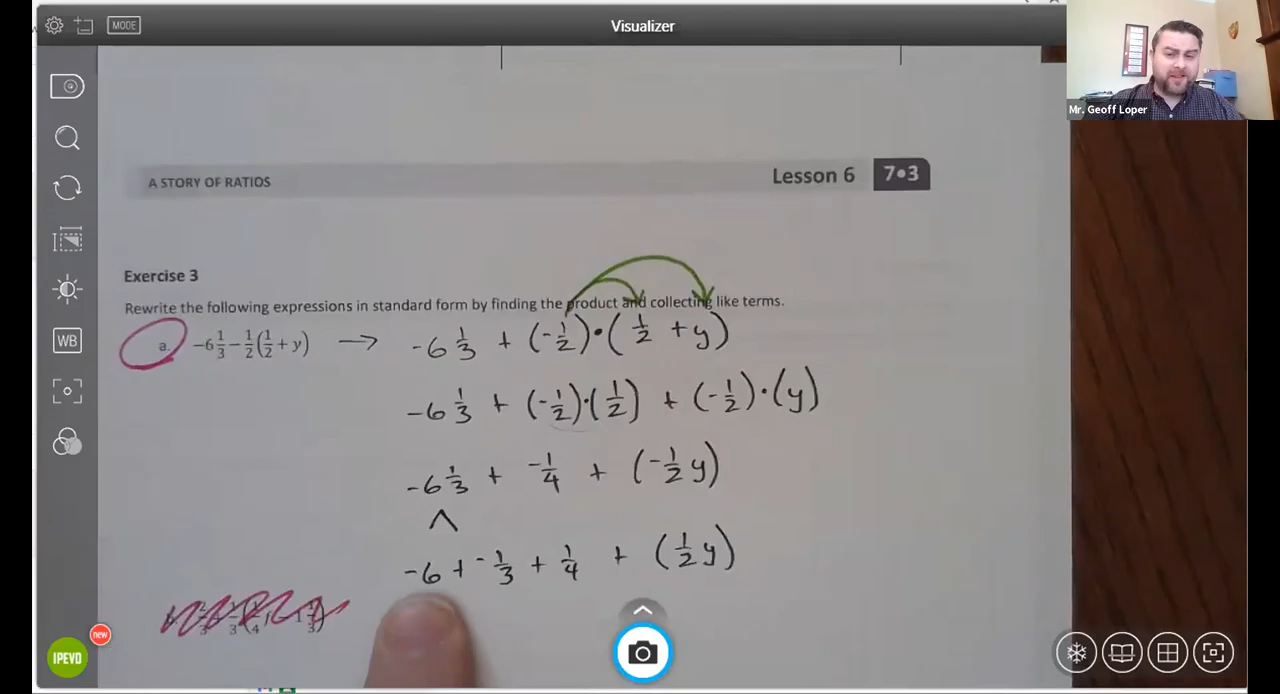 MODE
Visualizer
Mr. Geoff Loper
A STORY OF RATIOS
Lesson 6
7•3
Exercise 3
Rewrite the following expressions in standard form by finding the product and collecting like terms.
a. -6 1/3 - 1/2(1/2 + y) → -6 1/3 + (-1/2)•(1/2 + y)
-6 1/3 + (-1/2)•(1/2) + (-1/2)•(y)
-6 1/3 + -1/4 + (-1/2 y)
-6 + -1/3 + 1/4 + (1/2 y)
WB
new
IPEVO